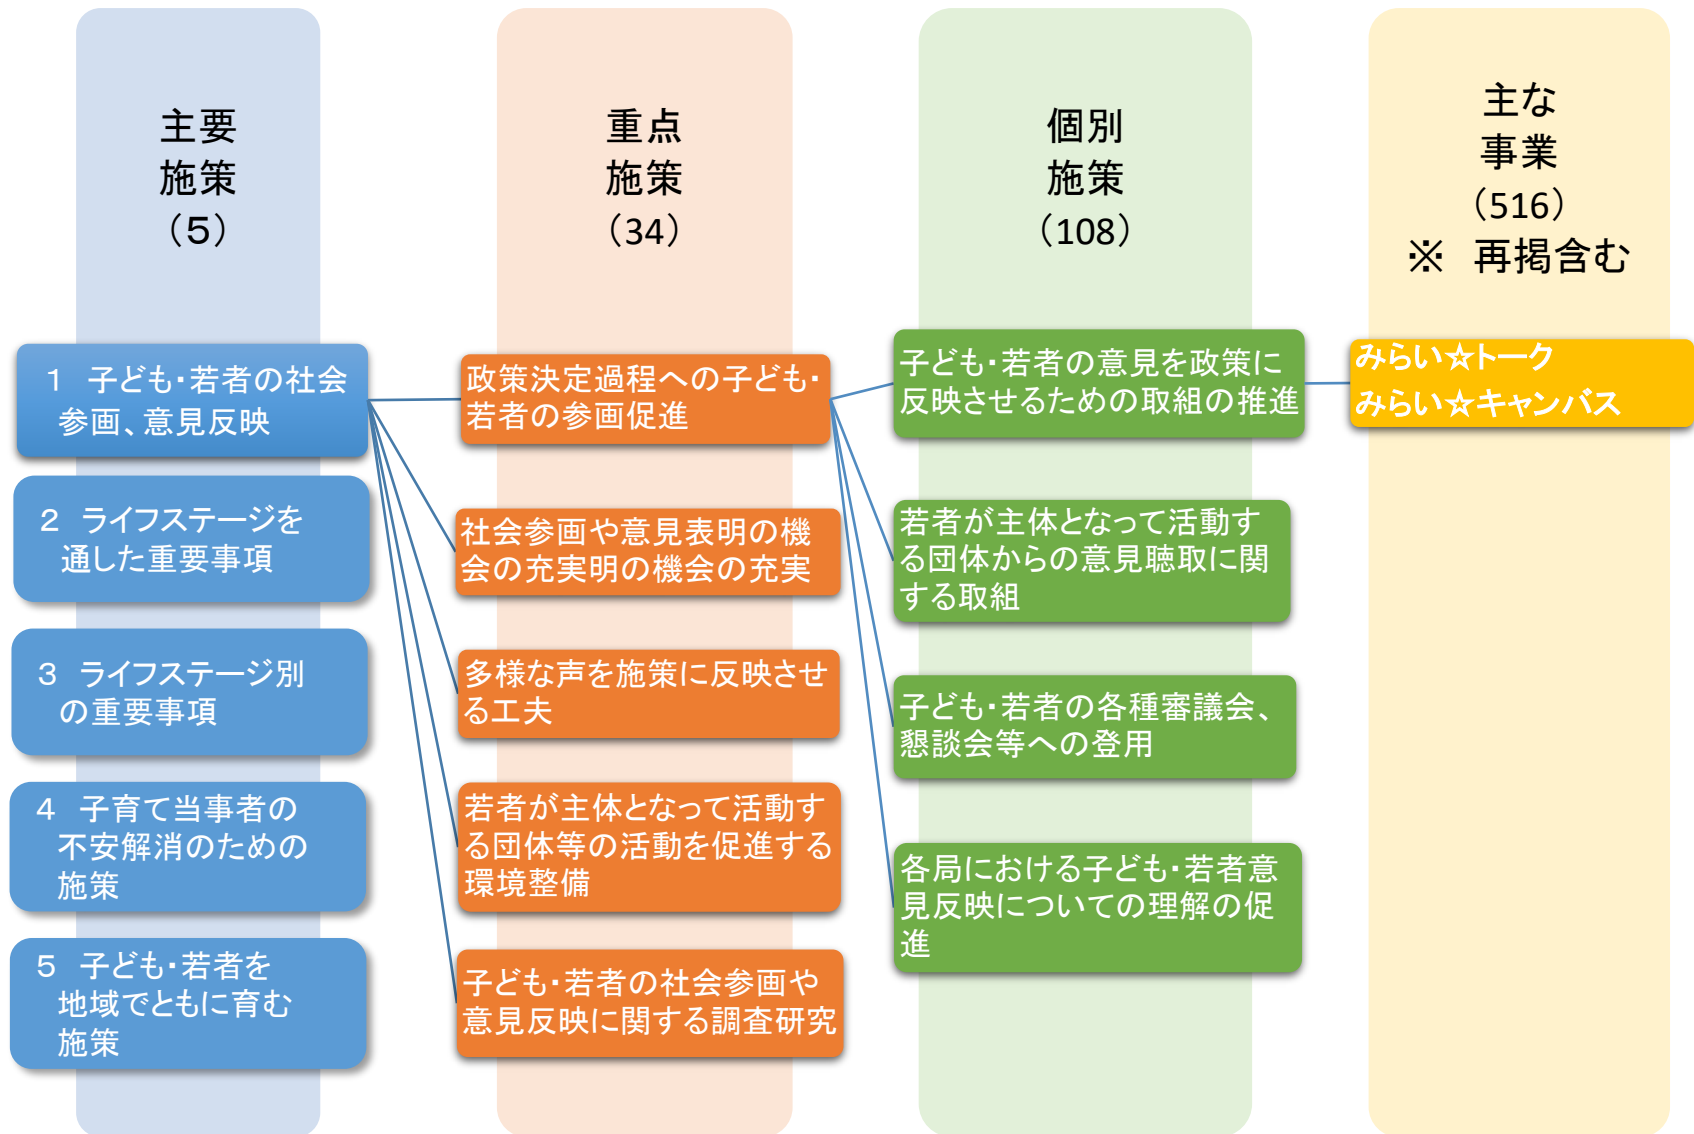 主要
施策
（５）
重点
施策
（34）
個別
施策
（108）
主な
事業
（516）
※　再掲含む
１　子ども・若者の社会
参画、意見反映
２　ライフステージを
通した重要事項
３　ライフステージ別
の重要事項
４　子育て当事者の
不安解消のための
施策
５　子ども・若者を
地域でともに育む
施策
政策決定過程への子ども・
若者の参画促進
社会参画や意見表明の機
会の充実明の機会の充実
多様な声を施策に反映させ
る工夫
若者が主体となって活動す
る団体等の活動を促進する
環境整備
子ども・若者の社会参画や
意見反映に関する調査研究
子ども・若者の意見を政策に
反映させるための取組の推進
若者が主体となって活動す
る団体からの意見聴取に関
する取組
子ども・若者の各種審議会、
懇談会等への登用
各局における子ども・若者意
見反映についての理解の促
進
みらい☆トーク
みらい☆キャンバス